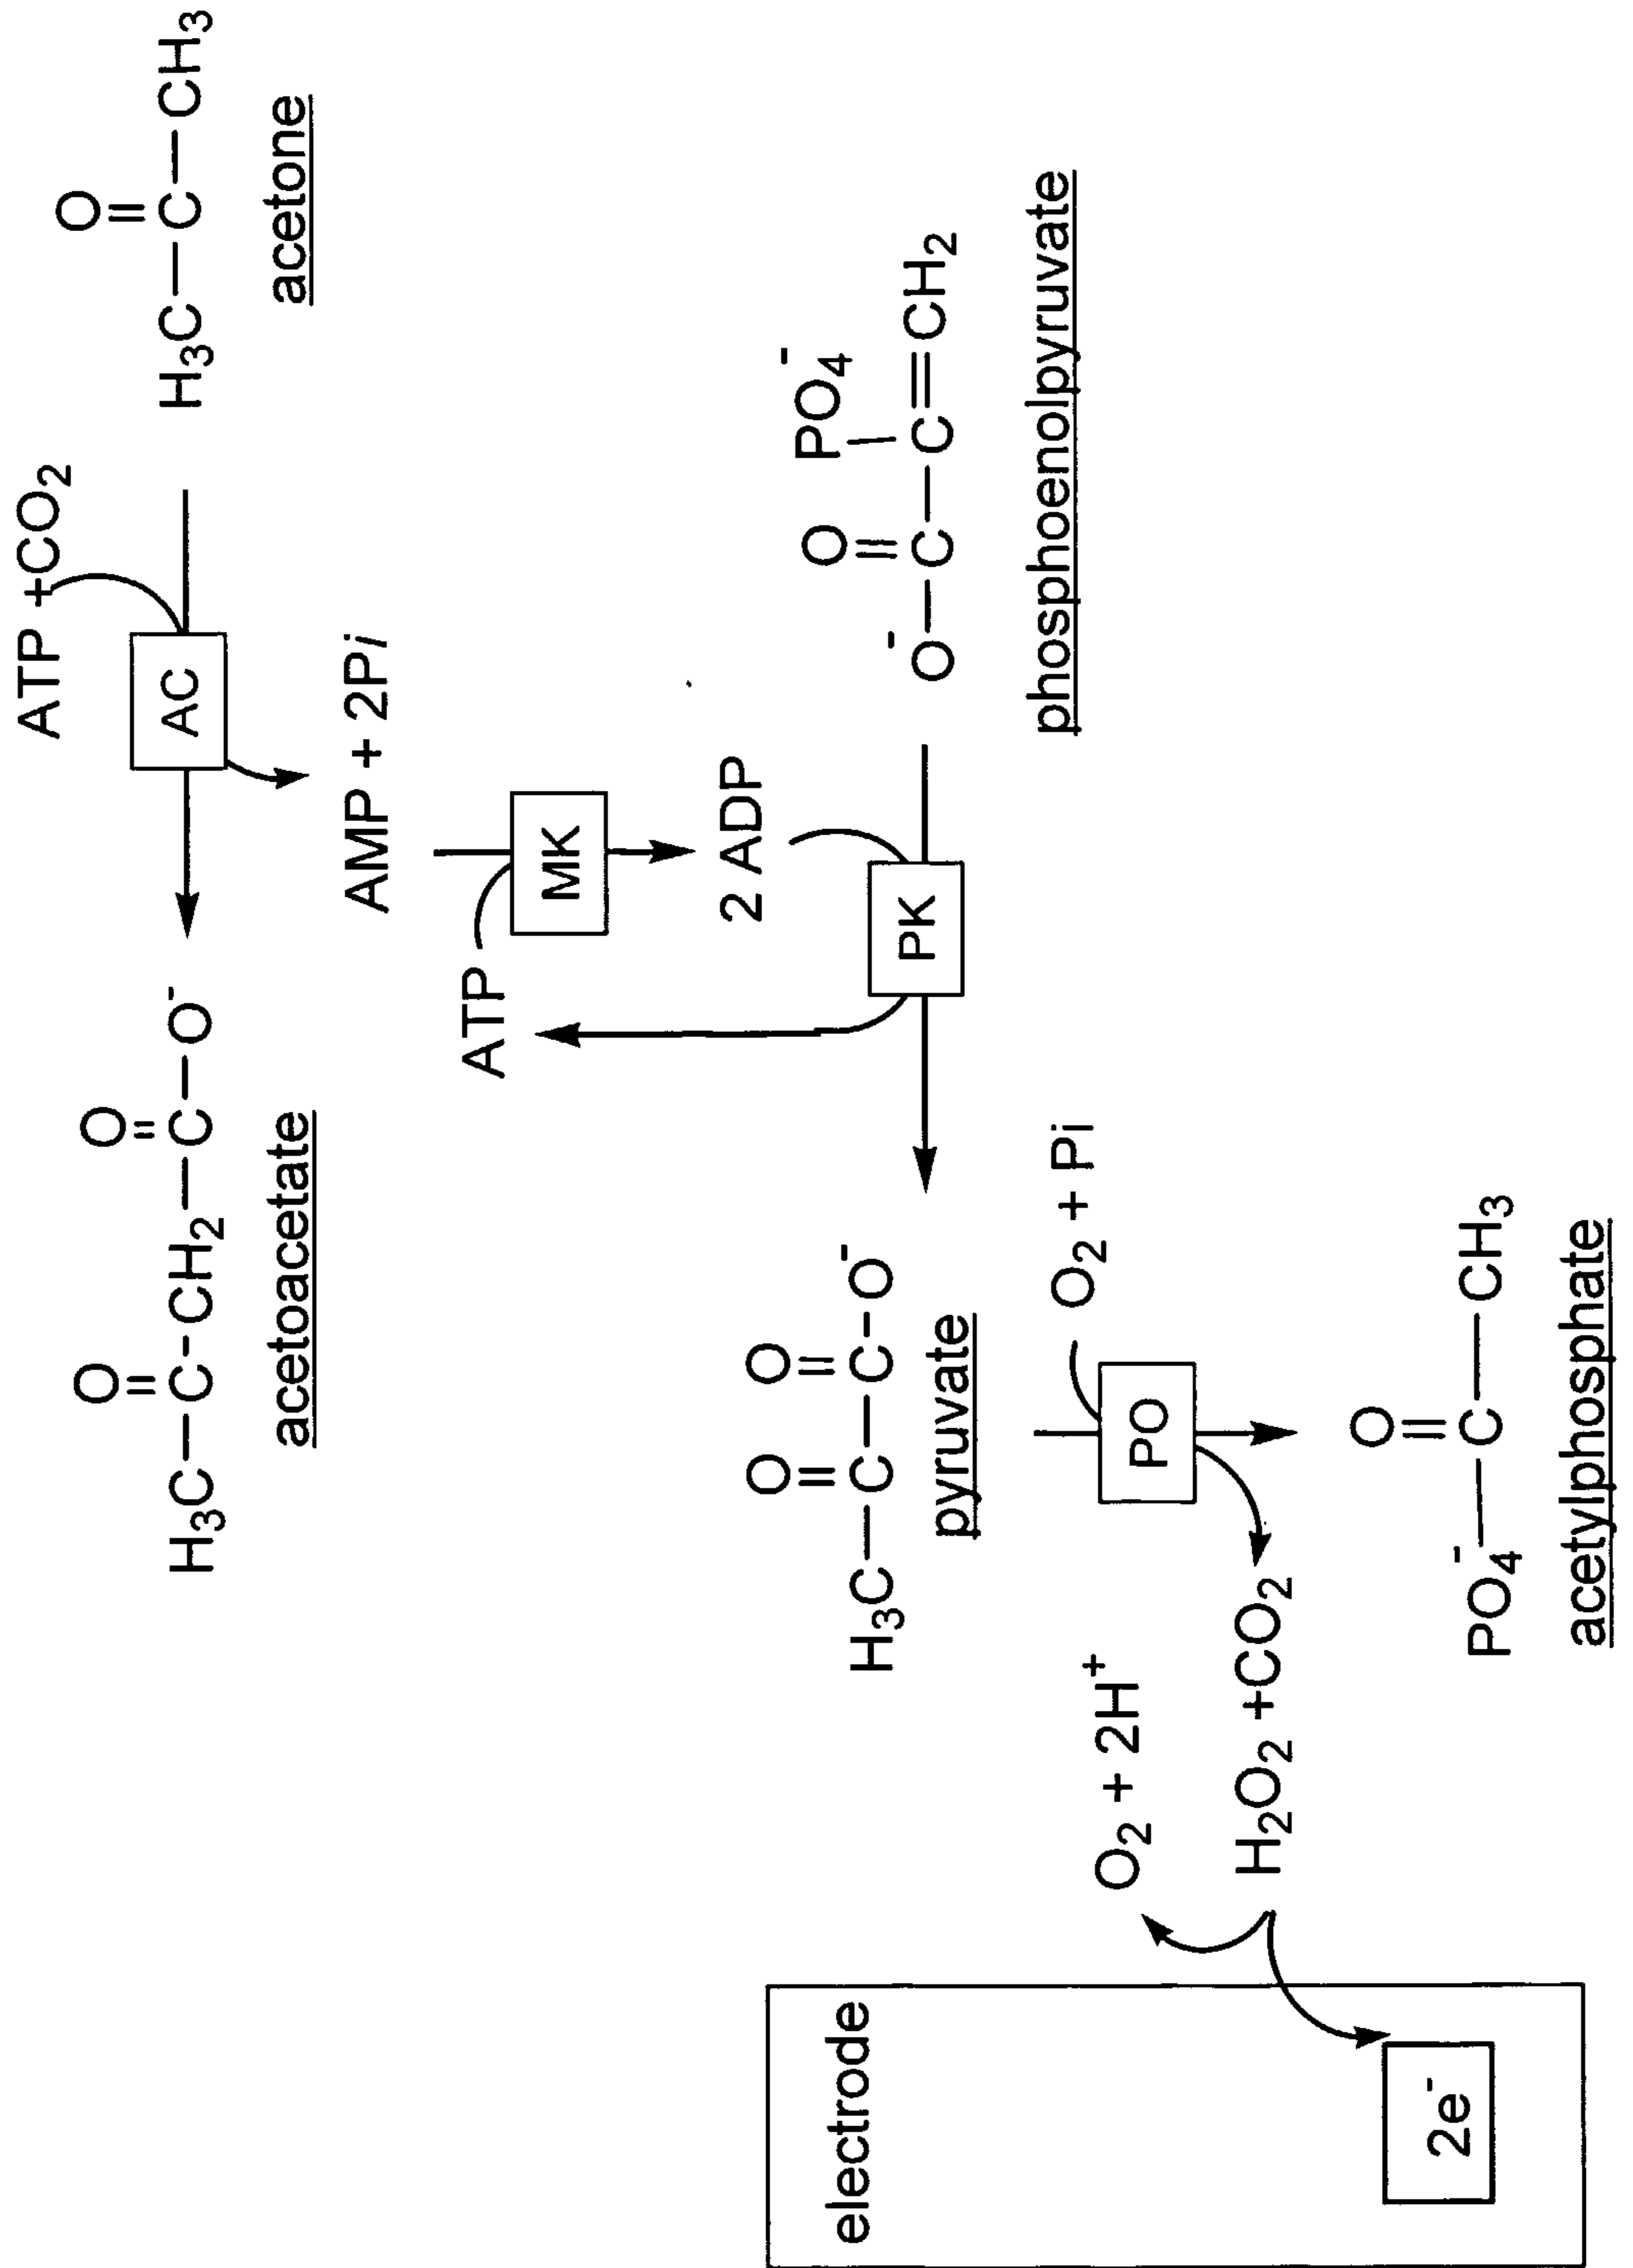 ATP +CO₂
O
||
H₃C—C—CH₃
acetone
AC
O O
|| ||
H₃C—C-CH₂—C—O⁻
acetoacetate
AMP + 2Pi
ATP
MK
2 ADP
O PO₄⁻
|| |
O⁻—C—C=CH₂
phosphoenolpyruvate
PK
O O
|| ||
H₃C—C—C-O⁻
pyruvate
O₂ + Pi
PO
O₂ + 2H⁺
H₂O₂ +CO₂
O
||
PO₄⁻—C—CH₃
acetylphosphate
electrode
2e⁻